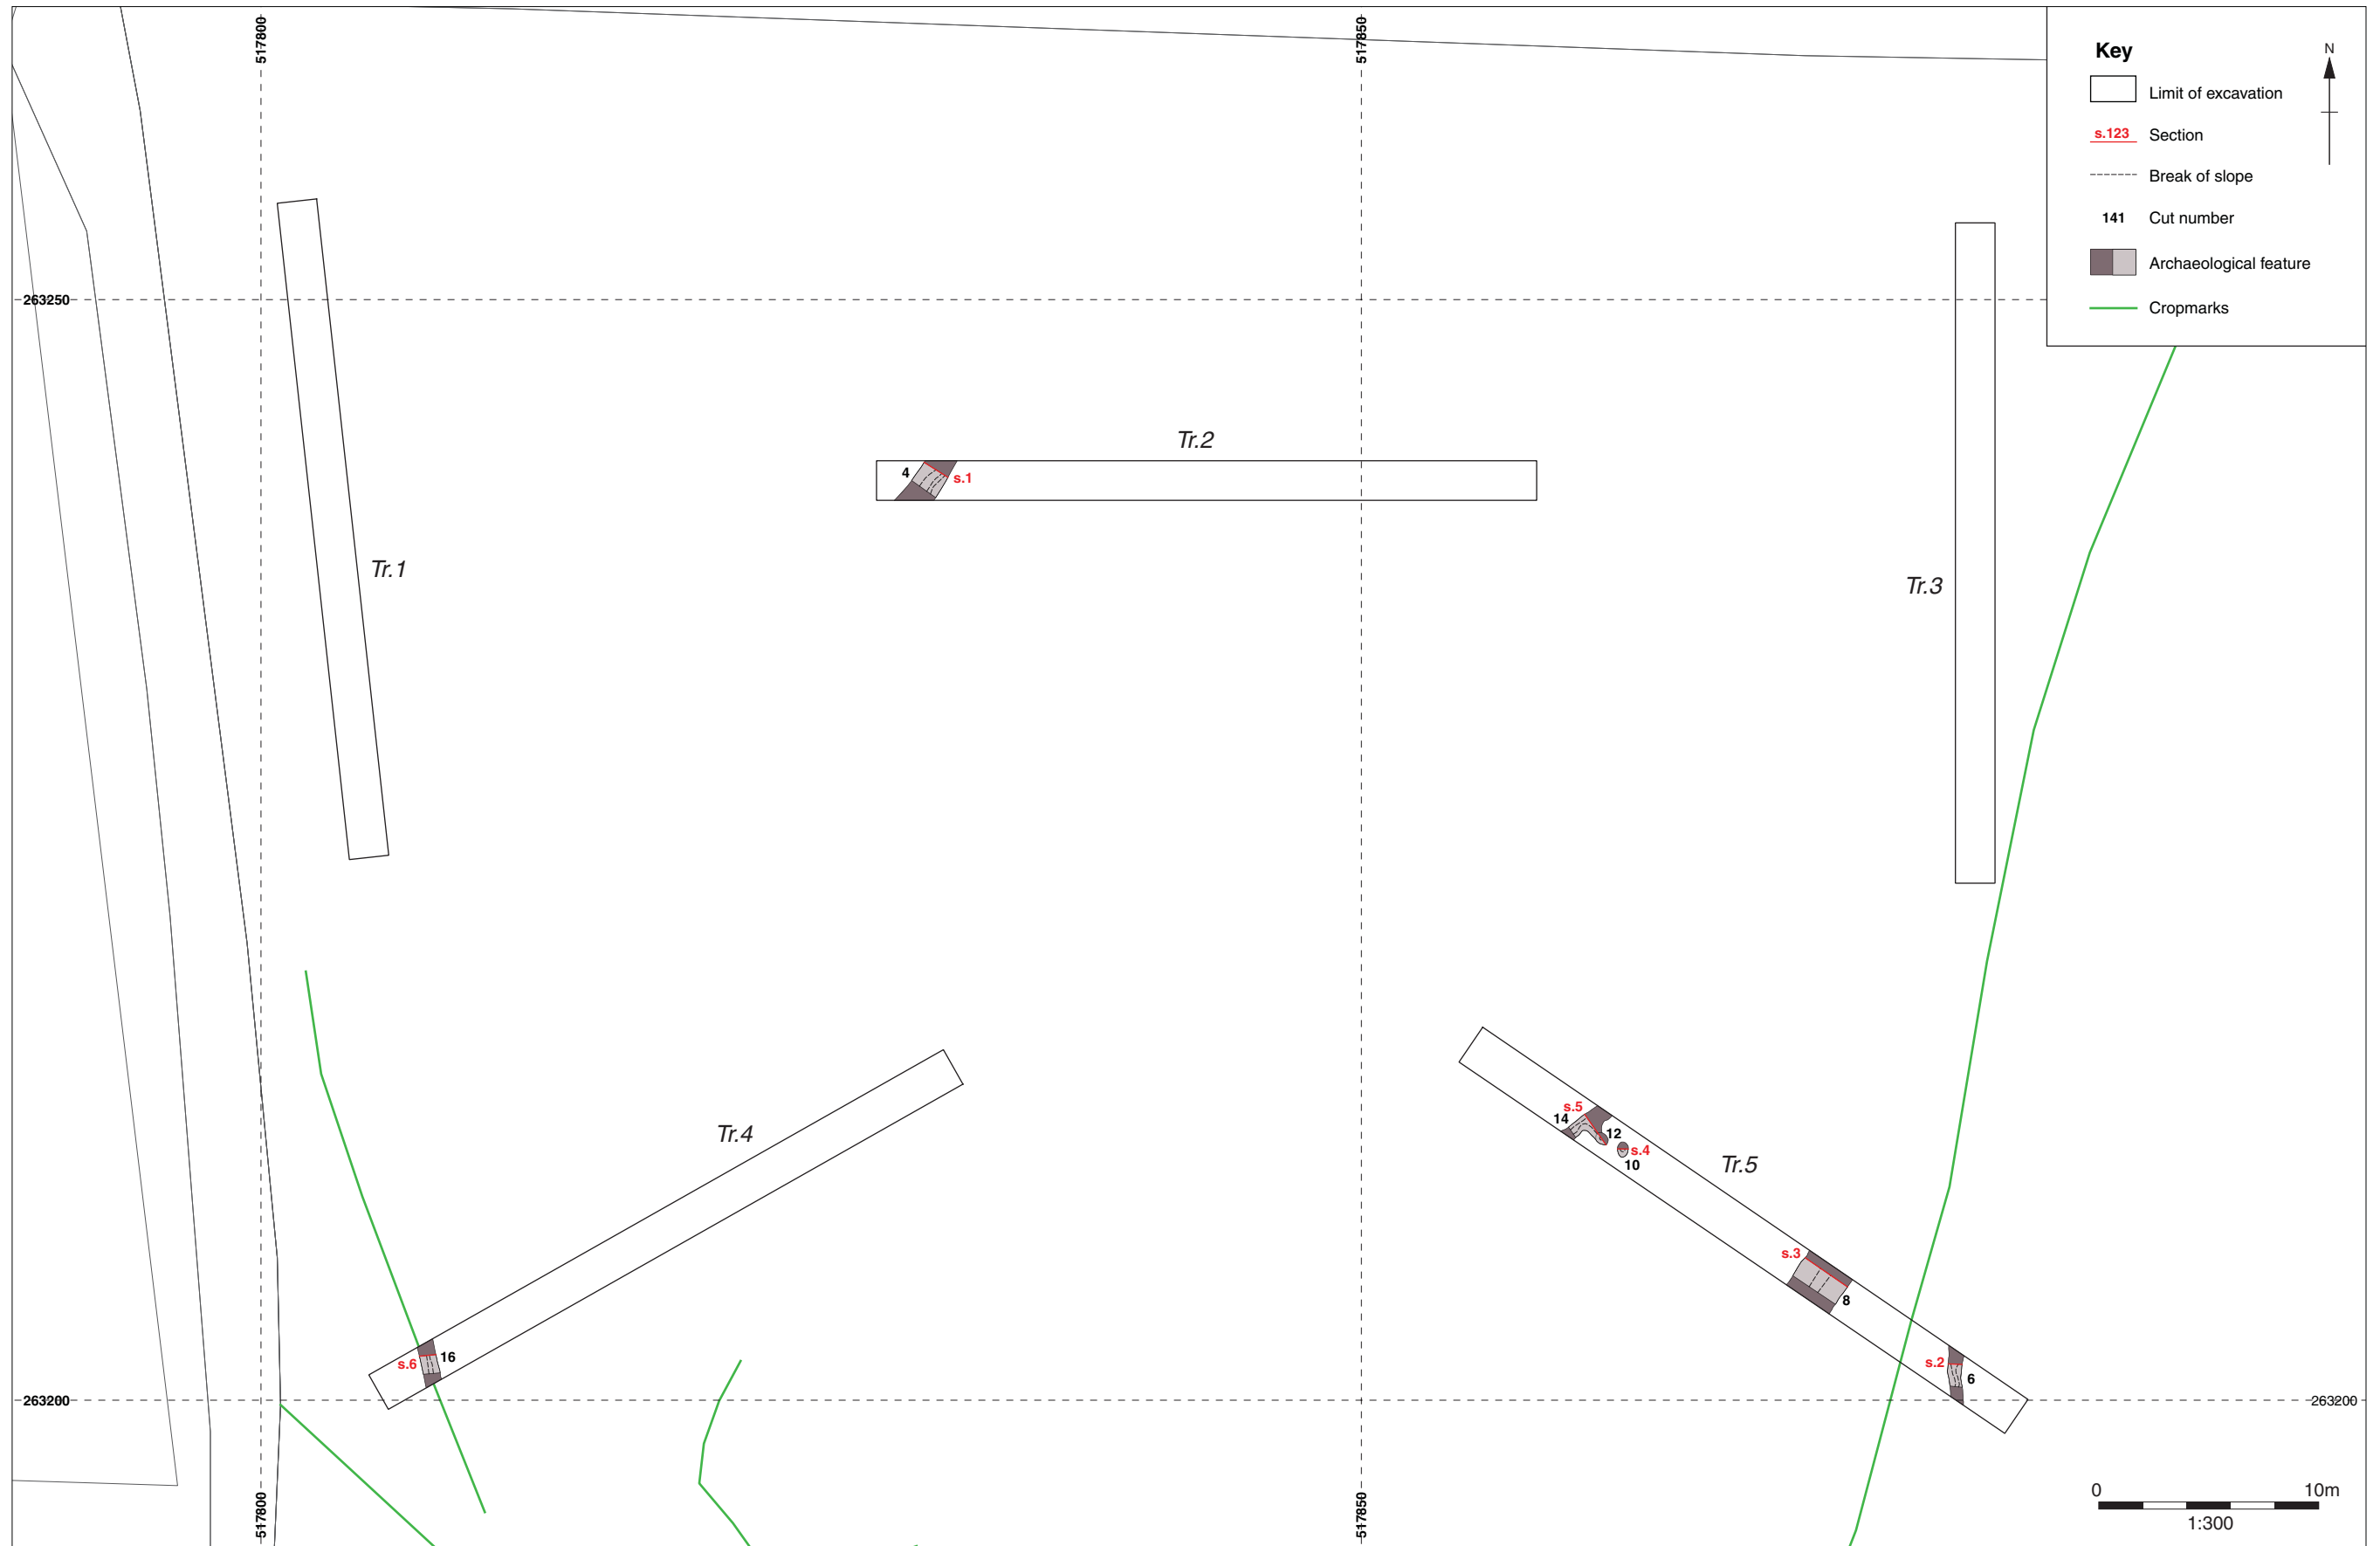 517800
517850
Key
N
Limit of excavation
s.123
Section
Break of slope
141
Cut number
Archaeological feature
Cropmarks
263250
Tr.2
4
s.1
Tr.1
Tr.3
s.5
14
12
s.4
10
Tr.4
Tr.5
s.3
8
s.6
16
s.2
6
263200
263200
517800
517850
0
10m
1:300